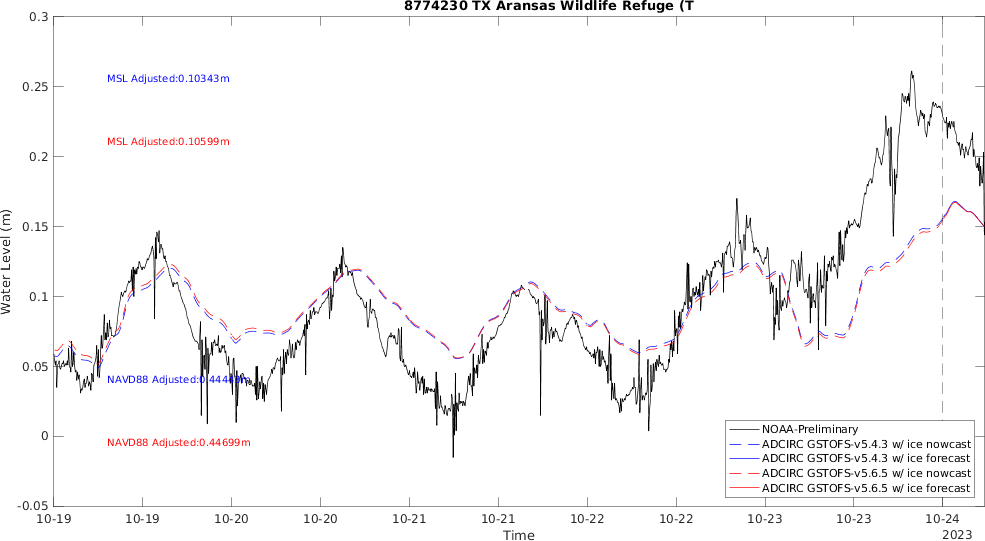 8774230 TX Aransas Wildlife Refuge (T
0.3
0.25
0.2
0.15
0.1
0.05
0
-0.05
Water Level (m)
MSL Adjusted:0.10343m
MSL Adjusted:0.10599m
NAVD88 Adjusted:
NAVD88 Adjusted:0.44699m
NOAA-Preliminary
ADCIRC GSTOFS-v5.4.3 w/ ice nowcast
ADCIRC GSTOFS-v5.4.3 w/ ice forecast
ADCIRC GSTOFS-v5.6.5 w/ ice nowcast
ADCIRC GSTOFS-v5.6.5 w/ ice forecast
10-19 10-19 10-20 10-20 10-21 10-21 10-22 10-22 10-23 10-23 10-24
2023
Time